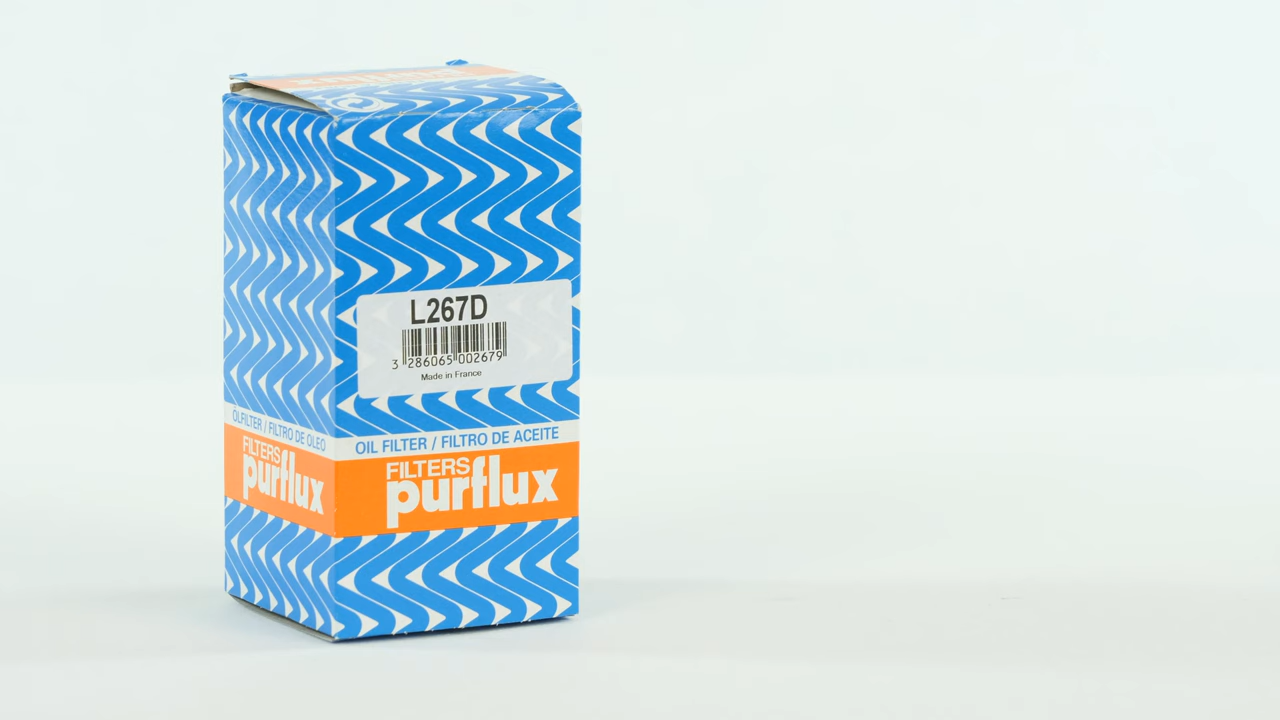 L267D
3 286065 002679
Made in France
ÖLFILTER / FILTRO DE OLEO
FILTERS
purflux
OIL FILTER / FILTRO DE ACEITE
FILTERS
purflux